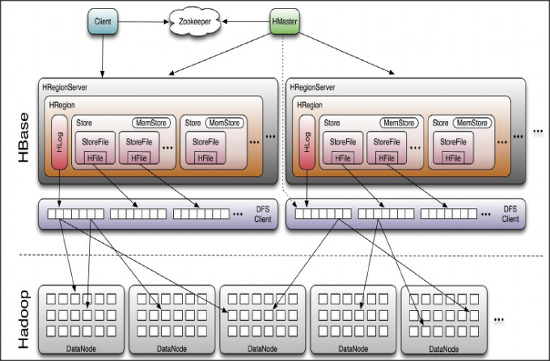 Client
Zookeeper
HMaster
HBase
HRegionServer
HRegion
HLog
Store
MemStore
StoreFile
StoreFile
HFile
HFile
...
Store
MemStore
StoreFile
HFile
...
...
HRegionServer
HRegion
HLog
Store
MemStore
StoreFile
StoreFile
HFile
HFile
...
Store
MemStore
StoreFile
HFile
...
...
...
...
DFS
Client
...
DFS
Client
Hadoop
DataNode
DataNode
DataNode
DataNode
DataNode
...